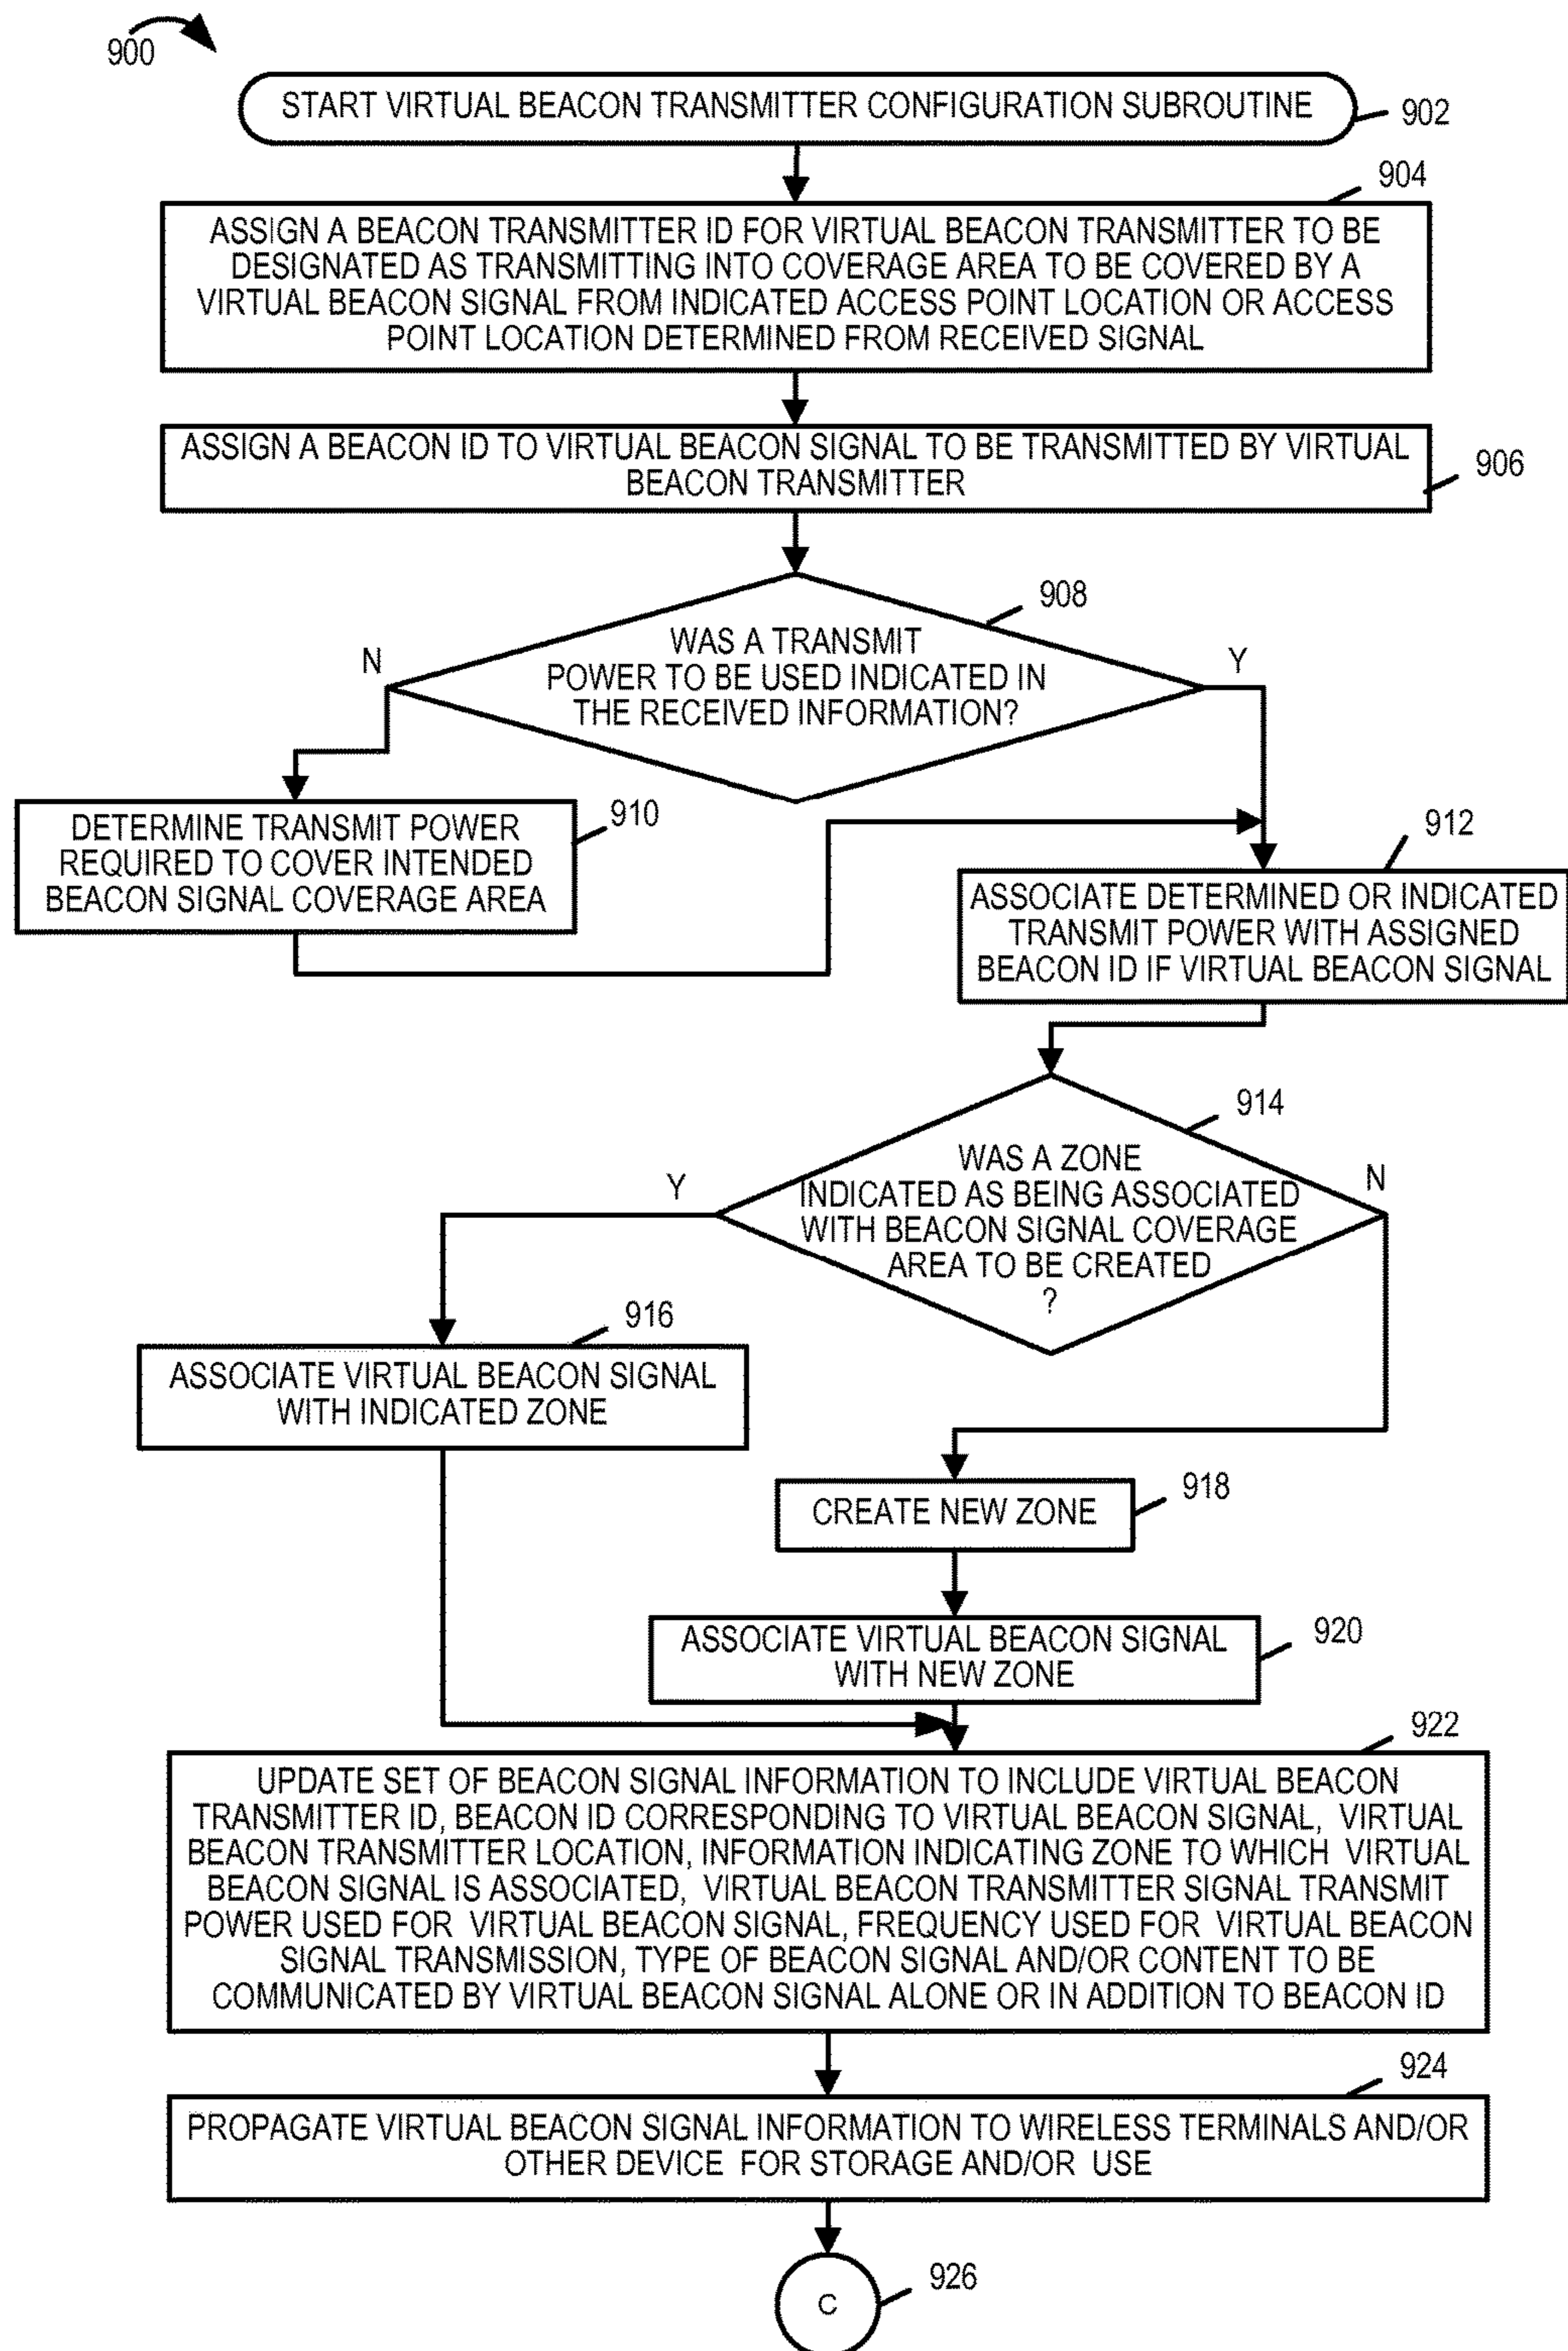 900
START VIRTUAL BEACON TRANSMITTER CONFIGURATION SUBROUTINE
902
904
ASSIGN A BEACON TRANSMITTER ID FOR VIRTUAL BEACON TRANSMITTER TO BE
DESIGNATED AS TRANSMITTING INTO COVERAGE AREA TO BE COVERED BY A
VIRTUAL BEACON SIGNAL FROM INDICATED ACCESS POINT LOCATION OR ACCESS
POINT LOCATION DETERMINED FROM RECEIVED SIGNAL
ASSIGN A BEACON ID TO VIRTUAL BEACON SIGNAL TO BE TRANSMITTED BY VIRTUAL
BEACON TRANSMITTER
906
908
WAS A TRANSMIT
POWER TO BE USED INDICATED IN
THE RECEIVED INFORMATION?
N
Y
DETERMINE TRANSMIT POWER
REQUIRED TO COVER INTENDED
BEACON SIGNAL COVERAGE AREA
910
912
ASSOCIATE DETERMINED OR INDICATED
TRANSMIT POWER WITH ASSIGNED
BEACON ID IF VIRTUAL BEACON SIGNAL
914
WAS A ZONE
INDICATED AS BEING ASSOCIATED
WITH BEACON SIGNAL COVERAGE
AREA TO BE CREATED
?
Y
N
916
ASSOCIATE VIRTUAL BEACON SIGNAL
WITH INDICATED ZONE
CREATE NEW ZONE
918
ASSOCIATE VIRTUAL BEACON SIGNAL
WITH NEW ZONE
920
922
UPDATE SET OF BEACON SIGNAL INFORMATION TO INCLUDE VIRTUAL BEACON
TRANSMITTER ID, BEACON ID CORRESPONDING TO VIRTUAL BEACON SIGNAL, VIRTUAL
BEACON TRANSMITTER LOCATION, INFORMATION INDICATING ZONE TO WHICH VIRTUAL
BEACON SIGNAL IS ASSOCIATED, VIRTUAL BEACON TRANSMITTER SIGNAL TRANSMIT
POWER USED FOR VIRTUAL BEACON SIGNAL, FREQUENCY USED FOR VIRTUAL BEACON
SIGNAL TRANSMISSION, TYPE OF BEACON SIGNAL AND/OR CONTENT TO BE
COMMUNICATED BY VIRTUAL BEACON SIGNAL ALONE OR IN ADDITION TO BEACON ID
924
PROPAGATE VIRTUAL BEACON SIGNAL INFORMATION TO WIRELESS TERMINALS AND/OR
OTHER DEVICE FOR STORAGE AND/OR USE
C
926